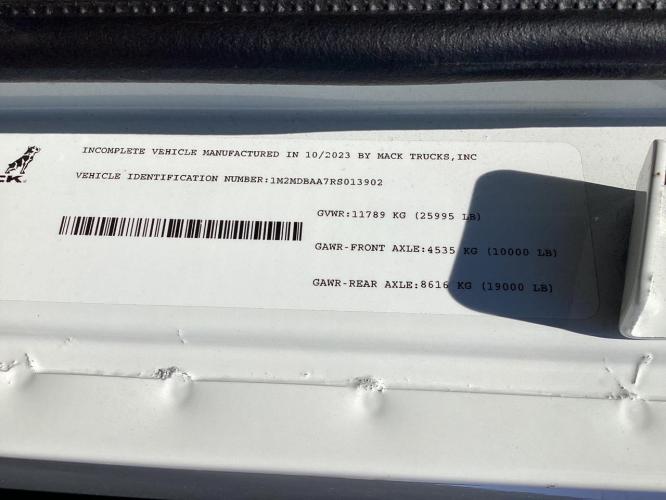 INCOMPLETE VEHICLE MANUFACTURED IN 10/2023 BY MACK TRUCKS,INC
VEHICLE IDENTIFICATION NUMBER:1M2MDBAA7RS013902
GVWR:11789 KG (25995 LB)
GAWR-FRONT AXLE:4535 KG (10000 LB)
GAWR-REAR AXLE:8616 KG (19000 LB)